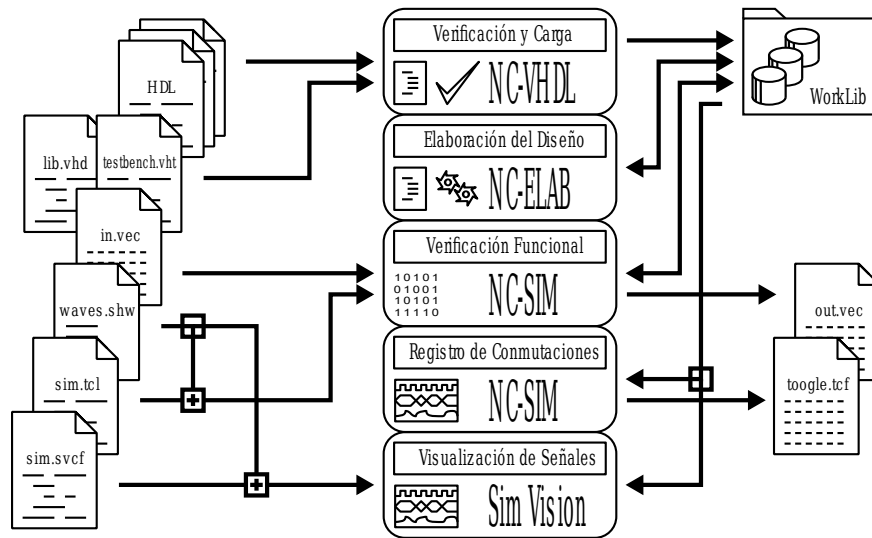 HDL
lib.vhd
testbench.vht
in.vec
waves.shw
sim.tcl
sim.svcf
Verificación y Carga
NC-VHDL
Elaboración del Diseño
NC-ELAB
Verificación Funcional
10101
01001
10101
11110
NC-SIM
Registro de Conmutaciones
NC-SIM
Visualización de Señales
Sim Vision
WorkLib
out.vec
toogle.tcf